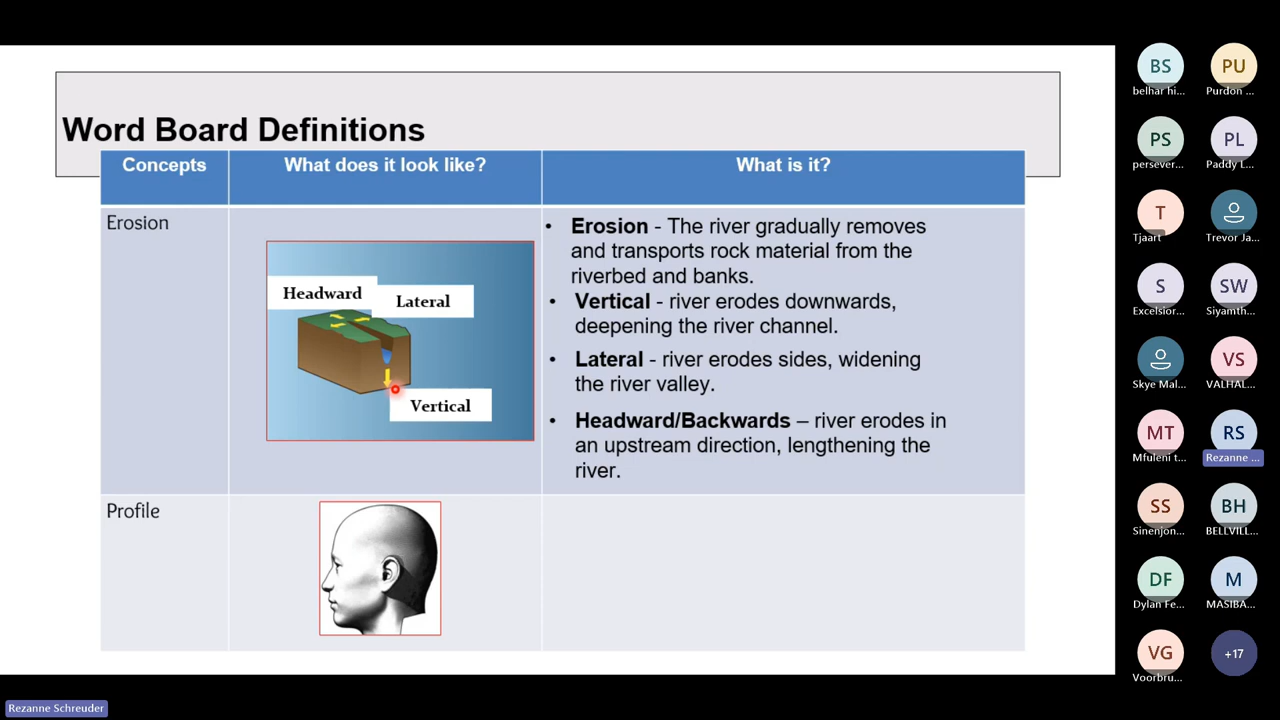 Word Board Definitions
Concepts
What does it look like?
What is it?
Erosion
Headward
Lateral
Vertical
• Erosion - The river gradually removes
and transports rock material from the
riverbed and banks.
• Vertical - river erodes downwards,
deepening the river channel.
• Lateral - river erodes sides, widening
the river valley.
• Headward/Backwards – river erodes in
an upstream direction, lengthening the
river.
Profile
BS
belhar hi...
PU
Purdon ...
PS
persever...
PL
Paddy L...
T
Tjaart
Trevor Ja...
S
Excelsior...
SW
Siyamth...
Skye Mal...
VS
VALHAL...
MT
Mfuleni t...
RS
Rezanne ...
SS
Sinenjon...
BH
BELLVILL...
DF
Dylan Fe...
M
MASIBA...
VG
Voorbru...
+17
Rezanne Schreuder